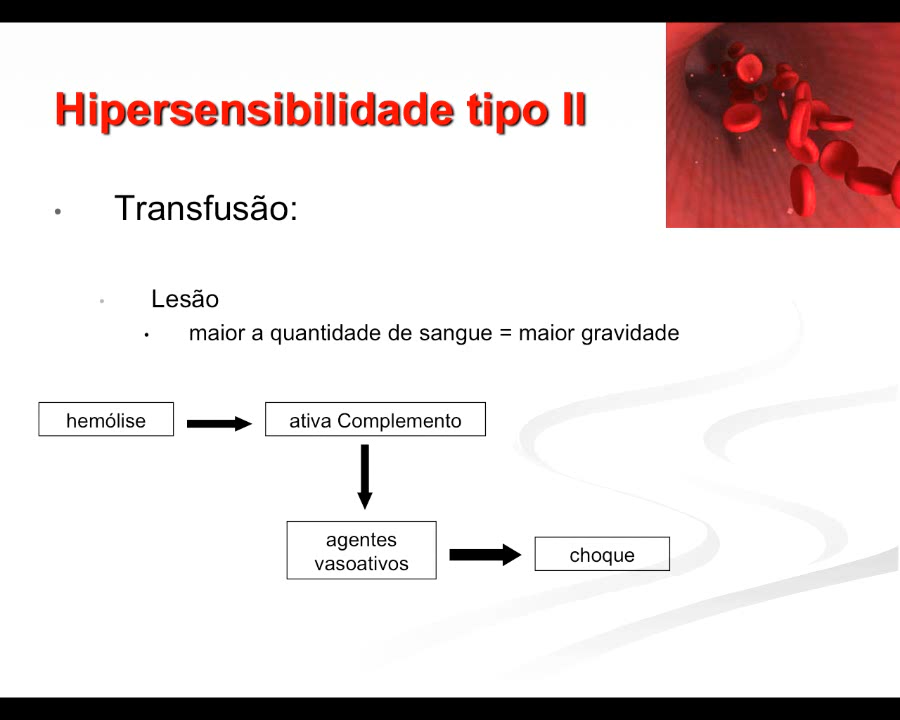 Hipersensibilidade tipo II
• Transfusão:
• Lesão
• maior a quantidade de sangue = maior gravidade
hemólise
ativa Complemento
agentes
vasoativos
choque